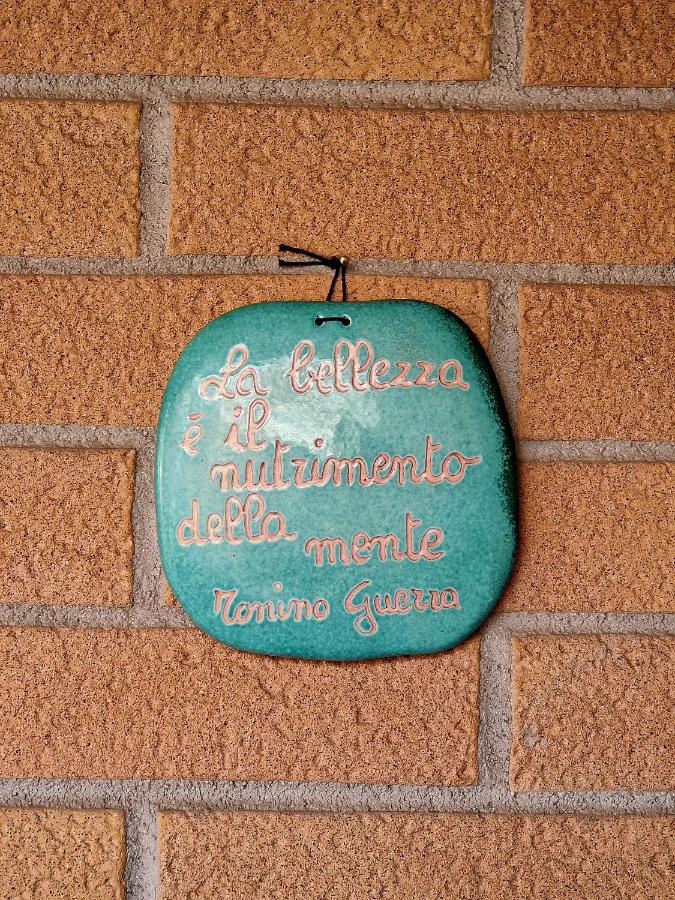 La bellezza
è il
nutrimento
della mente
Tonino Guerra